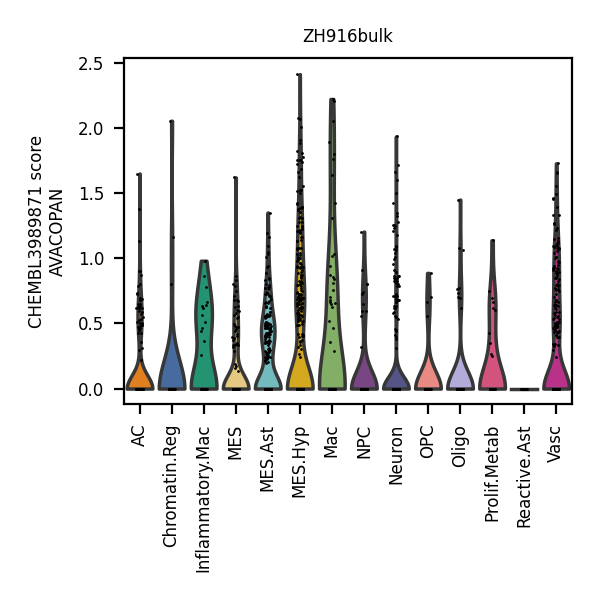 ZH916bulk
CHEMBL3989871 score
AVACOPAN
2.5
2.0
1.5
1.0
0.5
0.0
AC
Chromatin.Reg
Inflammatory.Mac
MES
MES.Ast
MES.Hyp
Mac
NPC
Neuron
OPC
Oligo
Prolif.Metab
Reactive.Ast
Vasc